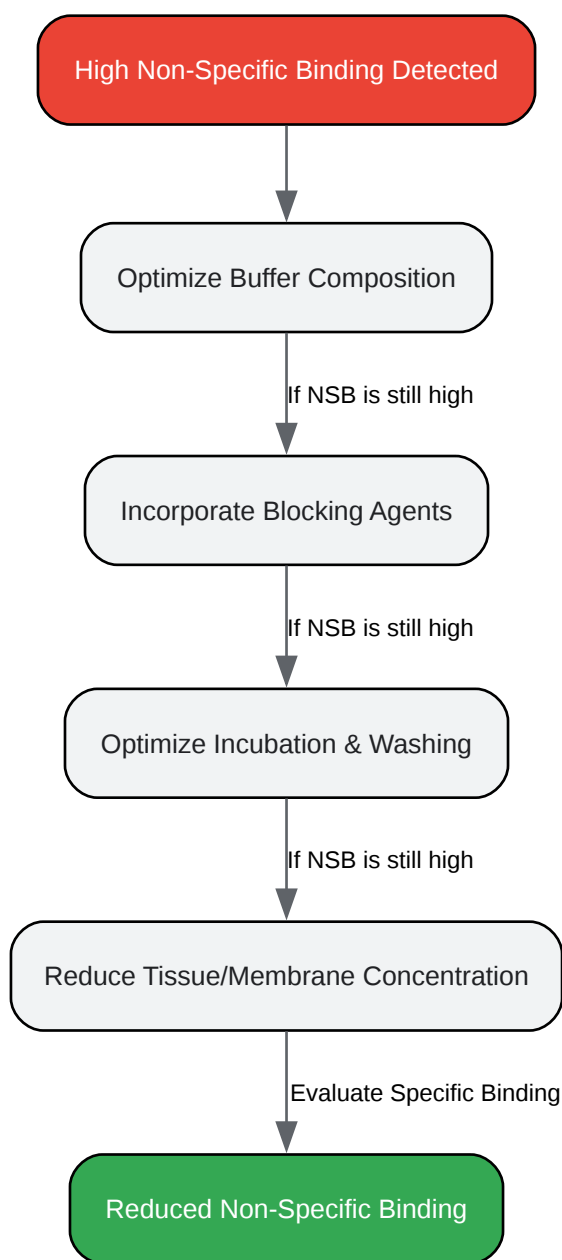 High Non-Specific Binding Detected
Optimize Buffer Composition
If NSB is still high
Incorporate Blocking Agents
If NSB is still high
Optimize Incubation & Washing
If NSB is still high
Reduce Tissue/Membrane Concentration
Evaluate Specific Binding
Reduced Non-Specific Binding